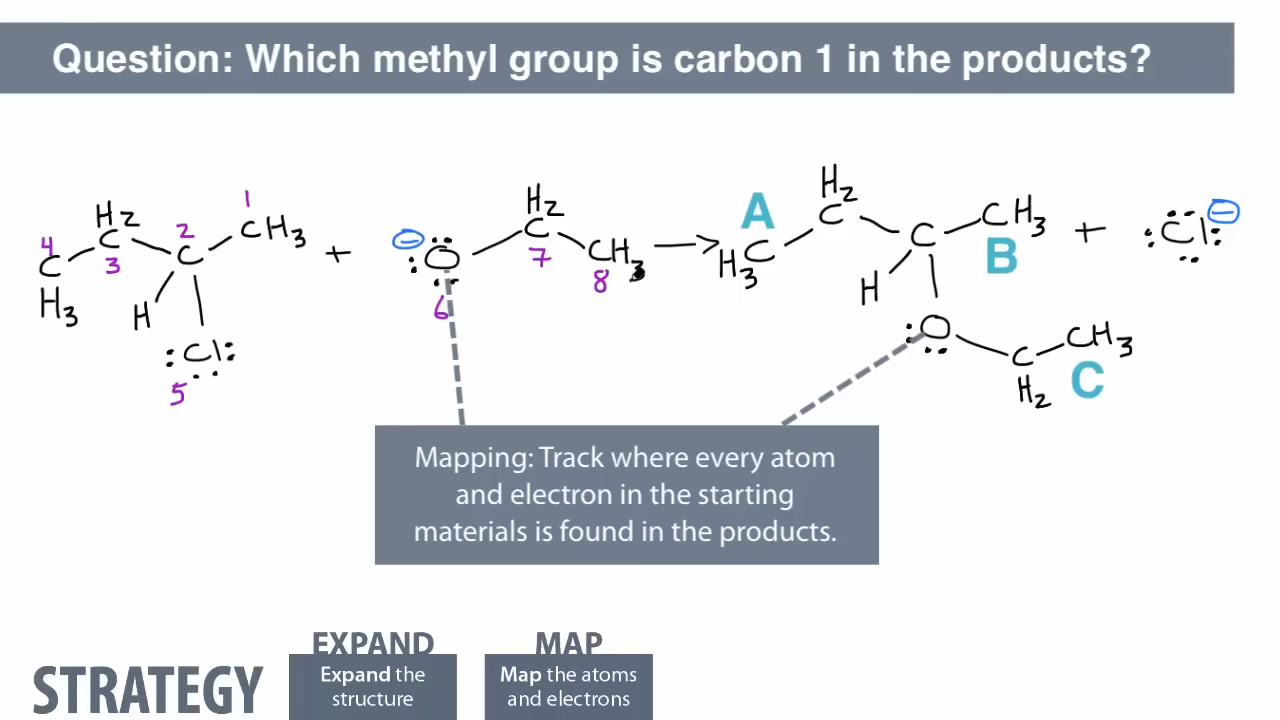 Question: Which methyl group is carbon 1 in the products?
4 C H3
H2 C 3
2 C
1 CH3
H
:Cl:
5
+
⊖ :O:
6
H2
C
7
CH3
8
→
A
H3C
H2
C
C
CH3
B
H
:O
C
H2
CH3
C
+
:Cl: ⊖
Mapping: Track where every atom
and electron in the starting
materials is found in the products.
STRATEGY
EXPAND
Expand the
structure
MAP
Map the atoms
and electrons